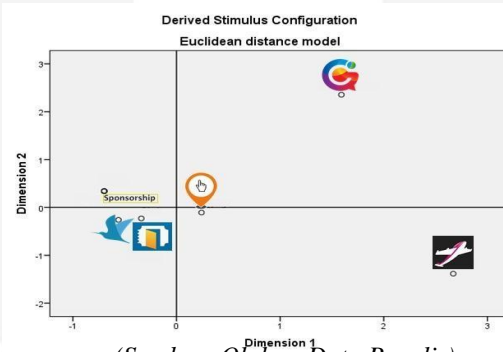 Derived Stimulus Configuration
Euclidean distance model
Dimension 2
3
2
1
0
-1
-2
Sponsorship
-1
0
1
2
3
Dimension 1